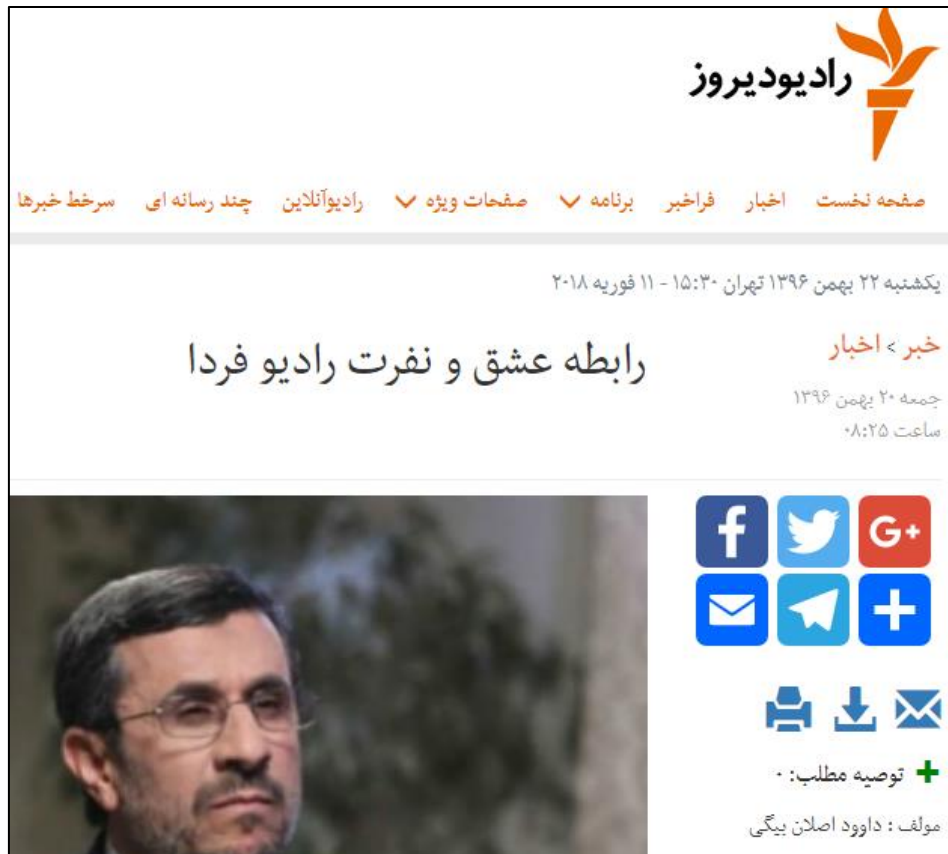 رادیودیروز
صفحه نخست اخبار فراخبر برنامه صفحات ویژه رادیوآنلاین چند رسانه ای سرخط خبرها
یکشنبه ۲۲ بهمن ۱۳۹۶ تهران ۱۵:۳۰ - ۱۱ فوریه ۲۰۱۸
خبر > اخبار
جمعه ۲۰ بهمن ۱۳۹۶
ساعت ۰۸:۲۵
رابطه عشق و نفرت رادیو فردا
f G+
توصیه مطلب: ۰
مولف : داوود اصلان بیگی